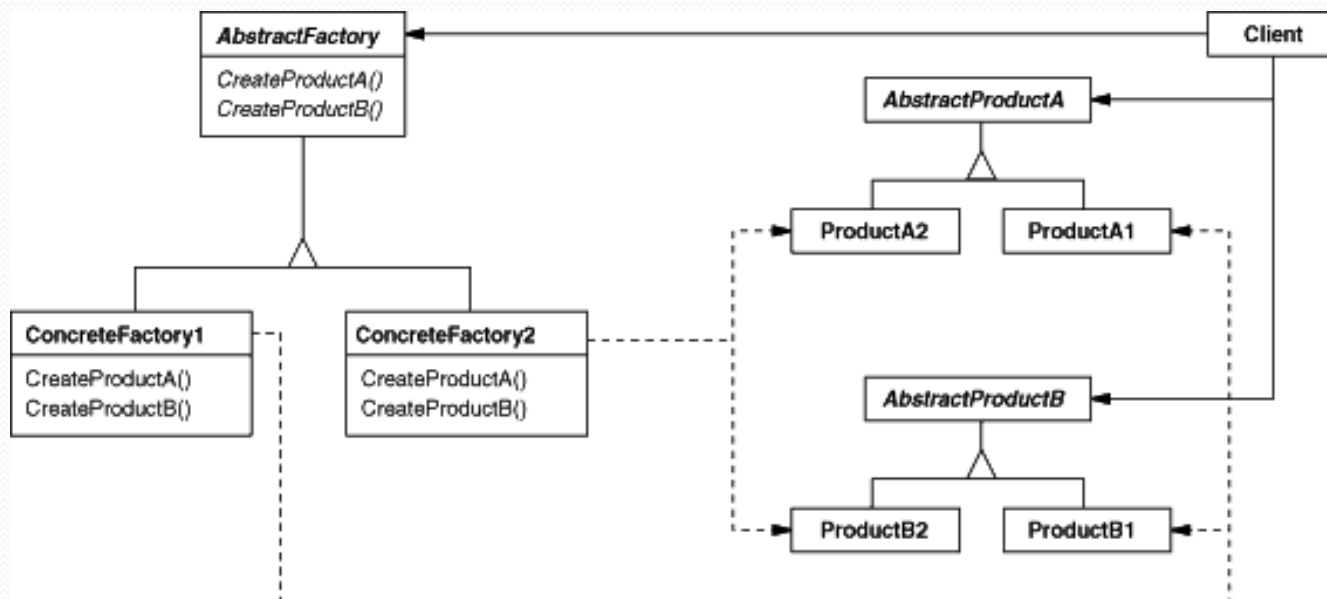 AbstractFactory
CreateProductA()
CreateProductB()
Client
AbstractProductA
ProductA2
ProductA1
ConcreteFactory1
CreateProductA()
CreateProductB()
ConcreteFactory2
CreateProductA()
CreateProductB()
AbstractProductB
ProductB2
ProductB1